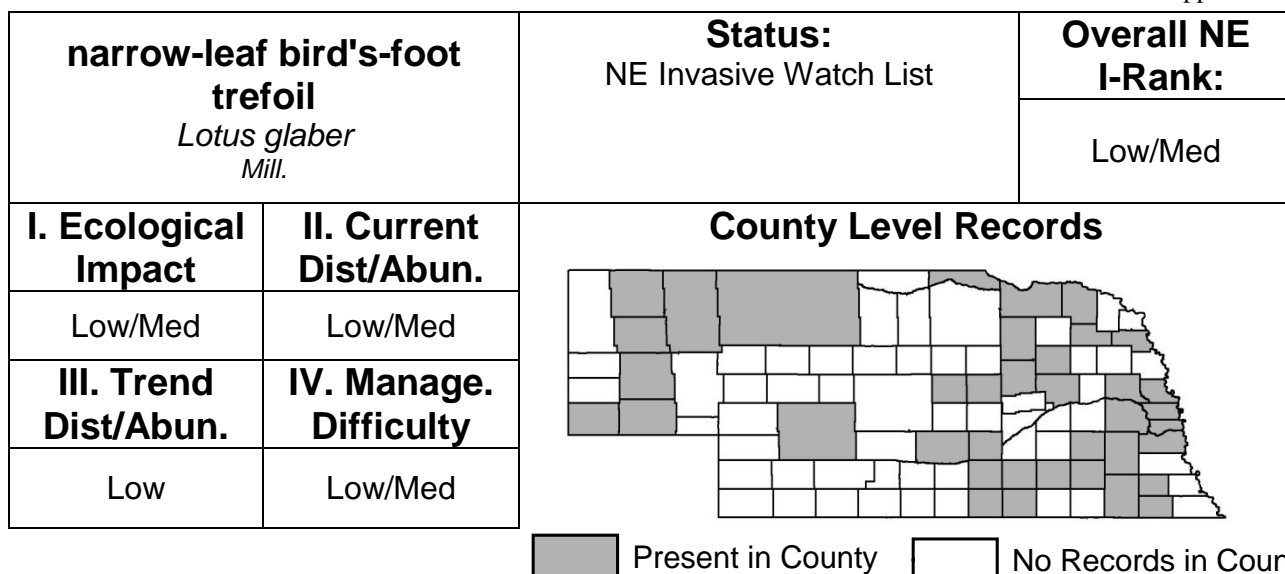 narrow-leaf bird's-foot
trefoil
Lotus glaber
Mill.
Status:
NE Invasive Watch List
Overall NE
I-Rank:
Low/Med
I. Ecological
Impact
II. Current
Dist/Abun.
Low/Med
Low/Med
III. Trend
Dist/Abun.
IV. Manage.
Difficulty
Low
Low/Med
County Level Records
Present in County
No Records in Coun